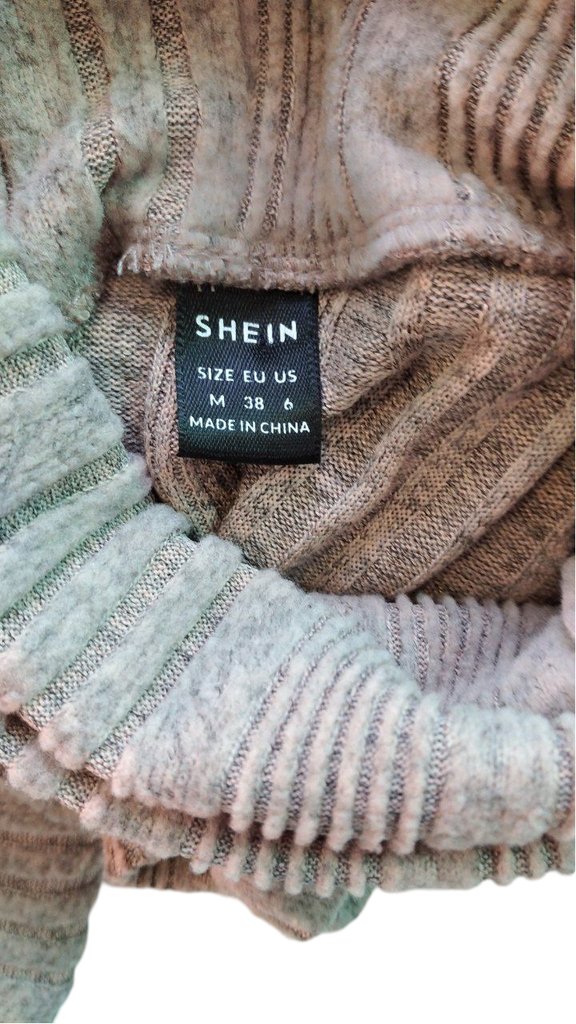 SHEIN
SIZE EU US
M 38 6
MADE IN CHINA